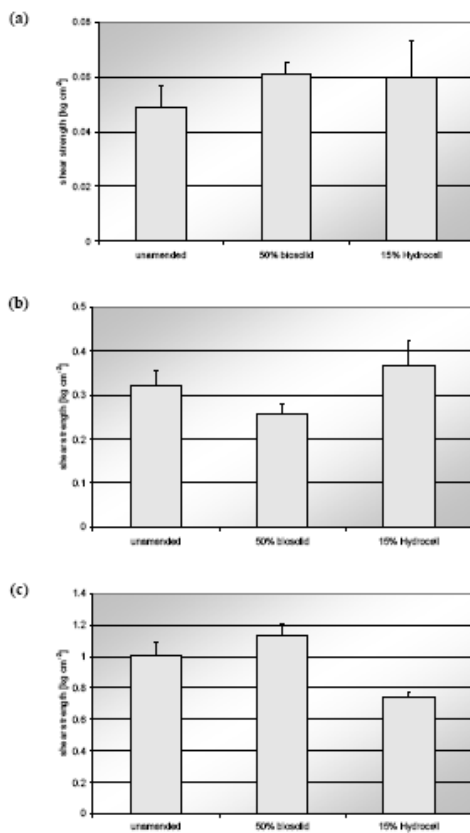 (a)
shear strength [kg cm⁻²]
0.08
0.06
0.04
0.02
0
unamended 50% biosolid 15% Hydrocell
(b)
shear strength [kg cm⁻²]
0.5
0.4
0.3
0.2
0.1
0
unamended 50% biosolid 15% Hydrocell
(c)
shear strength [kg cm⁻²]
1.4
1.2
1
0.8
0.6
0.4
0.2
0
unamended 50% biosolid 15% Hydrocell